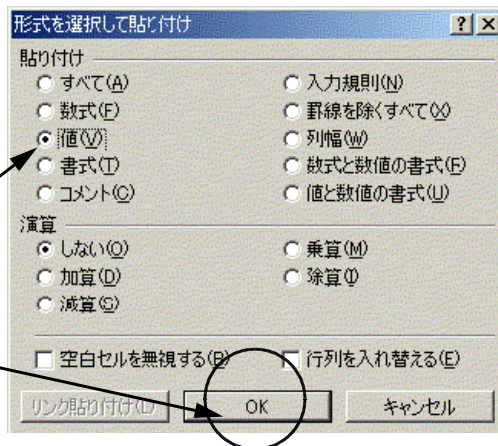 形式を選択して貼り付け
貼り付け
すべて(A)
入力規則(N)
数式(F)
罫線を除くすべて(X)
値(V)
列幅(W)
書式(T)
数式と数値の書式(F)
コメント(C)
値と数値の書式(U)
演算
しない(O)
乗算(M)
加算(D)
除算(I)
減算(S)
空白セルを無視する(B)
行列を入れ替える(E)
リンク貼り付け(L)
OK
キャンセル